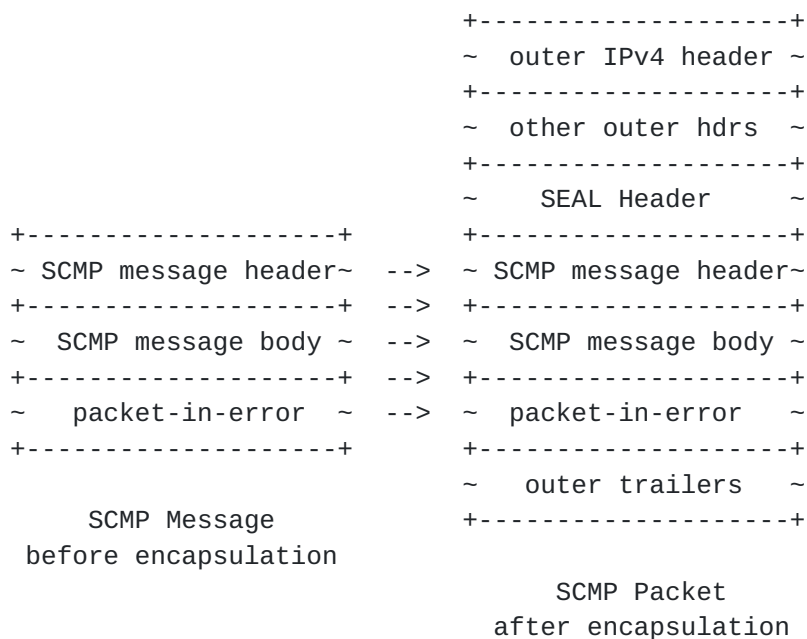 +--------------------+
                             ~  outer IPv4 header ~
                             +--------------------+
                             ~  other outer hdrs  ~
                             +--------------------+
                             ~    SEAL Header     ~
+--------------------+       +--------------------+
~ SCMP message header~  -->  ~ SCMP message header~
+--------------------+  -->  +--------------------+
~  SCMP message body ~  -->  ~  SCMP message body ~
+--------------------+  -->  +--------------------+
~   packet-in-error  ~  -->  ~  packet-in-error   ~
+--------------------+       +--------------------+
                             ~   outer trailers   ~
     SCMP Message            +--------------------+
 before encapsulation
                                   SCMP Packet
                               after encapsulation